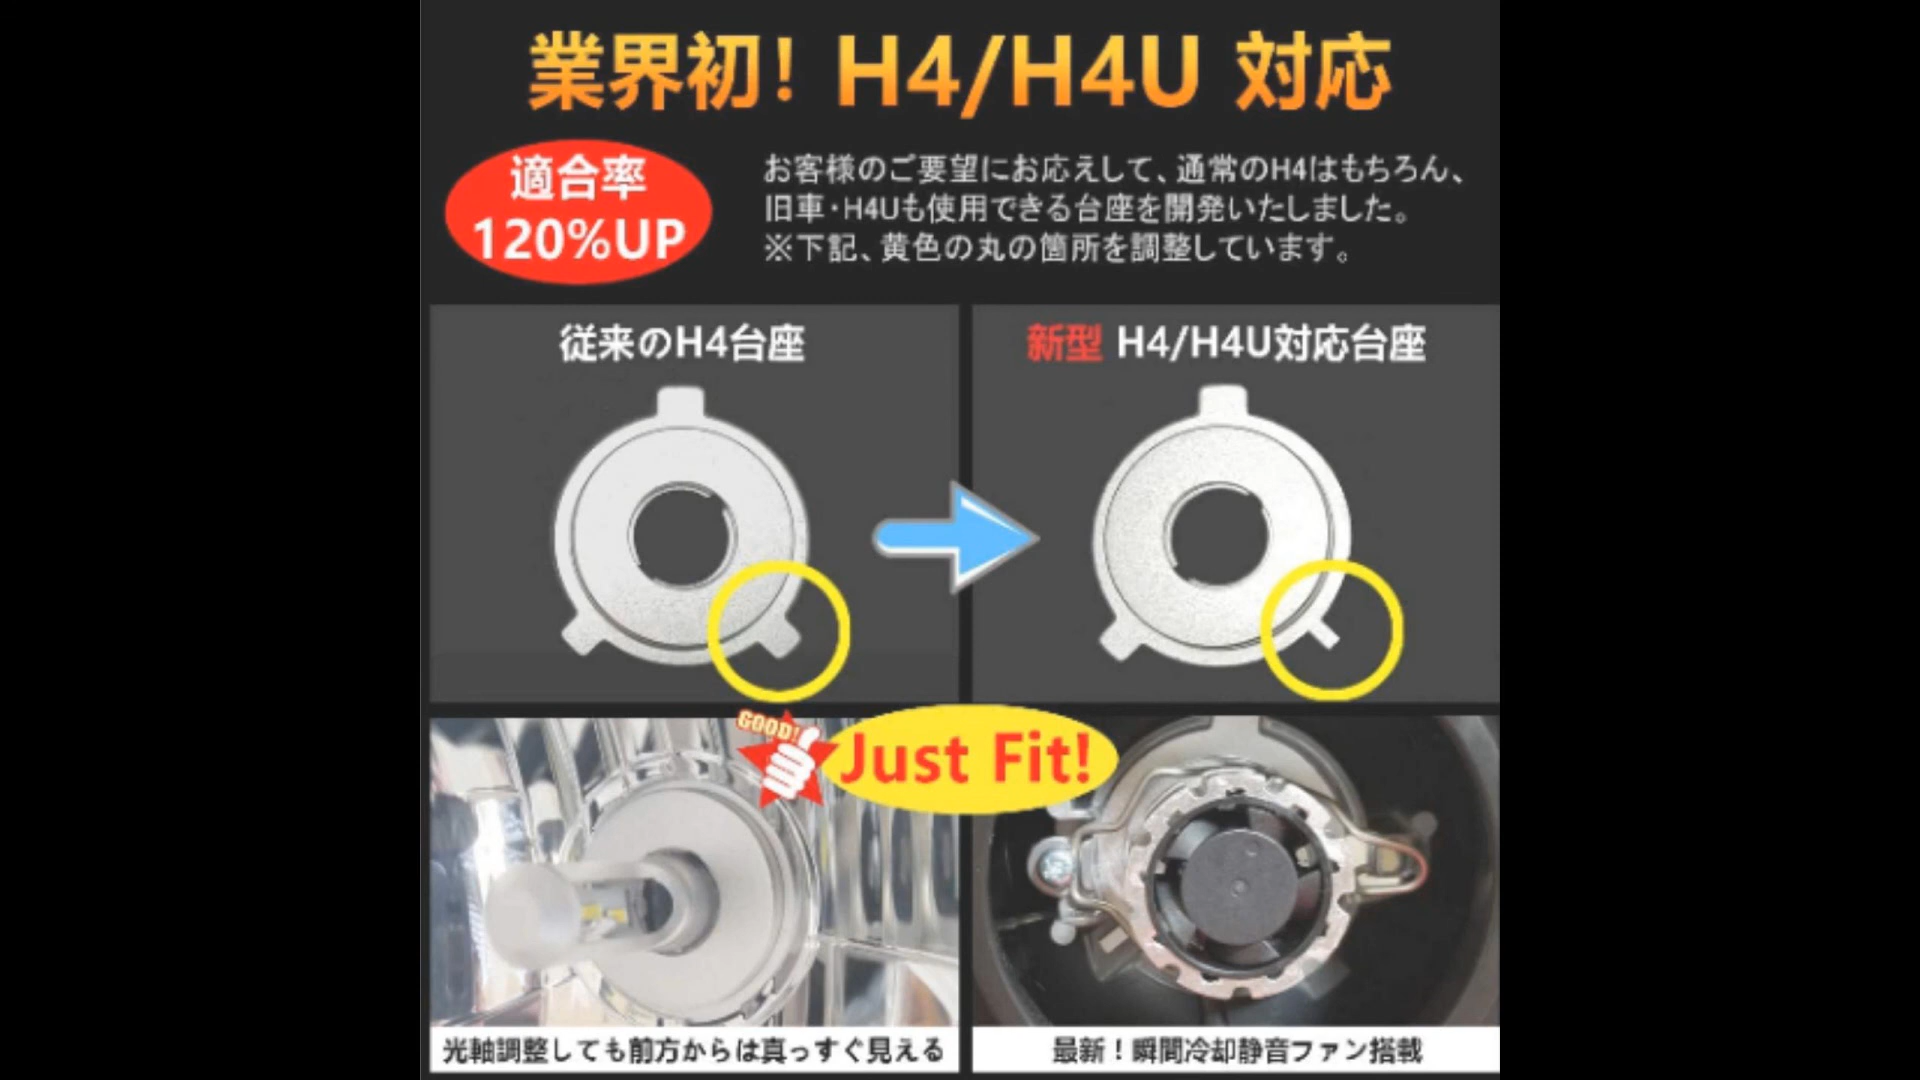 業界初！H4/H4U 対応
適合率
120%UP
お客様のご要望にお応えして、通常のH4はもちろん、
旧車・H4Uも使用できる台座を開発いたしました。
※下記、黄色の丸の箇所を調整しています。
従来のH4台座
新型 H4/H4U対応台座
GOOD!
Just Fit!
光軸調整しても前方からは真っすぐ見える
最新！瞬間冷却静音ファン搭載